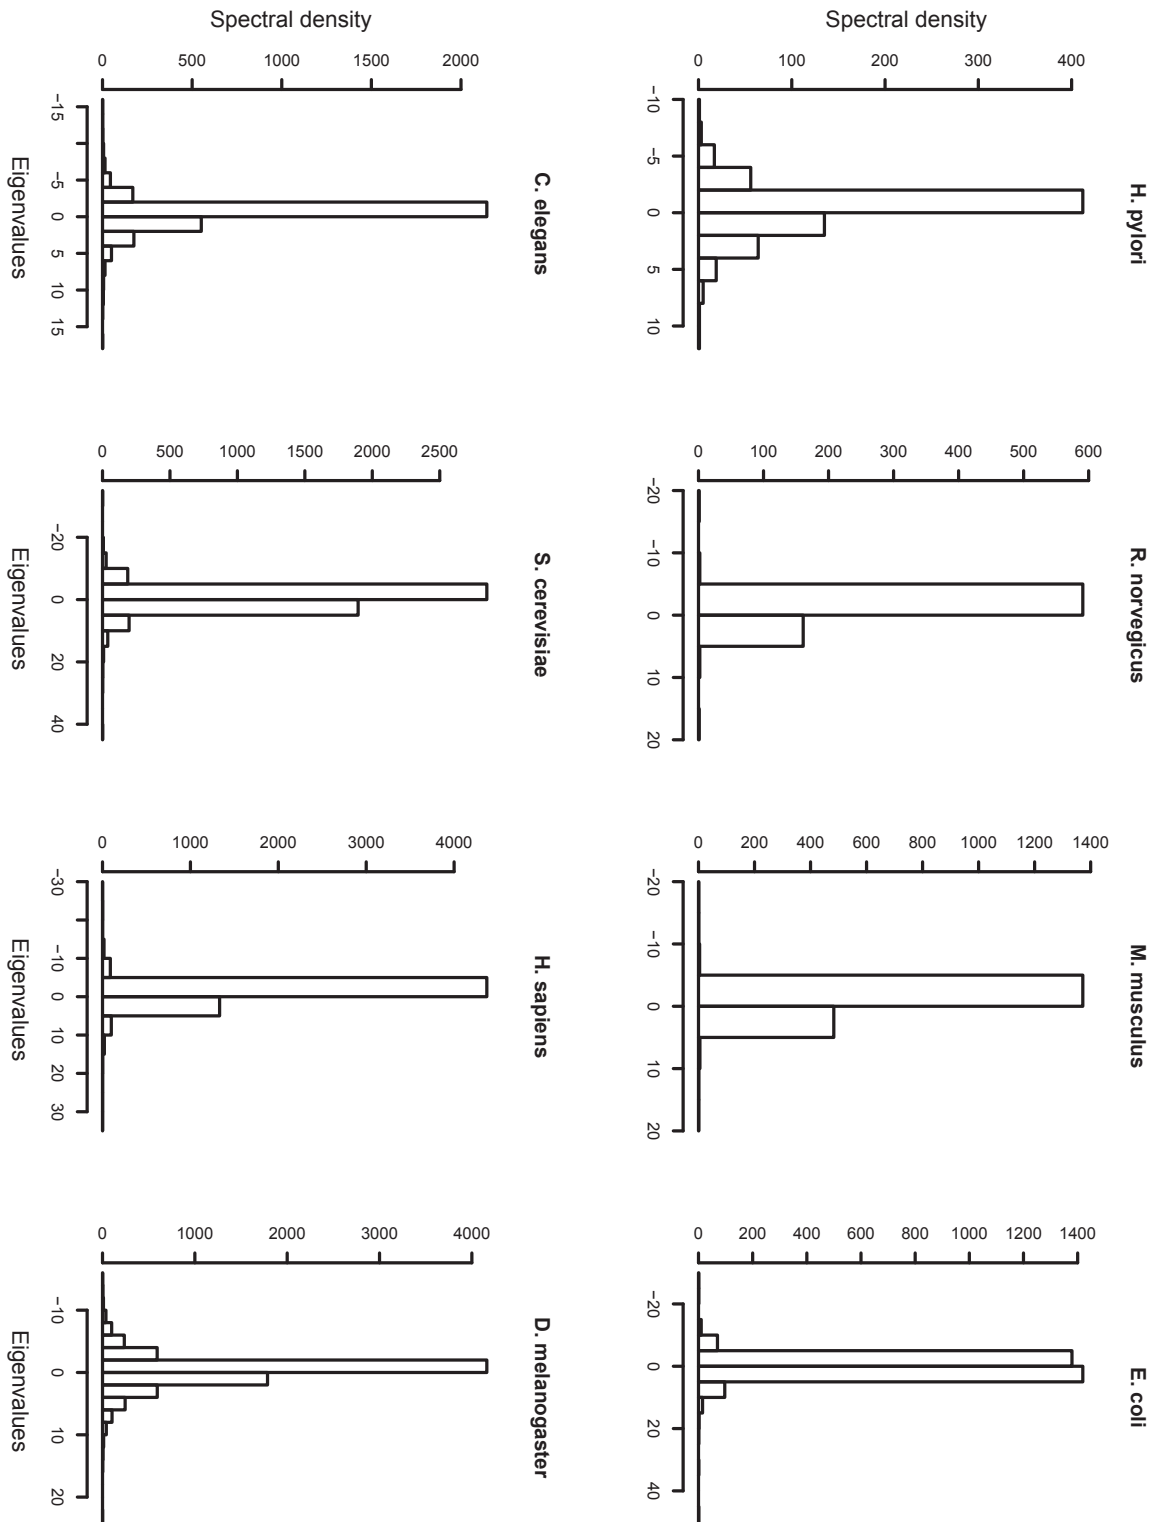 Spectral density
0 100 200 300 400
−10 −5 0 5 10
H. pylori
0 100 200 300 400 500 600
−20 −10 0 10 20
R. norvegicus
0 200 400 600 800 1000 1200 1400
−20 −10 0 10 20
M. musculus
0 200 400 600 800 1000 1200 1400
−20 0 20 40
E. coli
Spectral density
0 500 1000 1500 2000
−15 −5 0 5 10 15
Eigenvalues
C. elegans
0 500 1000 1500 2000 2500
−20 0 20 40
Eigenvalues
S. cerevisiae
0 1000 2000 3000 4000
−30 −10 0 10 20 30
Eigenvalues
H. sapiens
0 1000 2000 3000 4000
−10 0 10 20
Eigenvalues
D. melanogaster